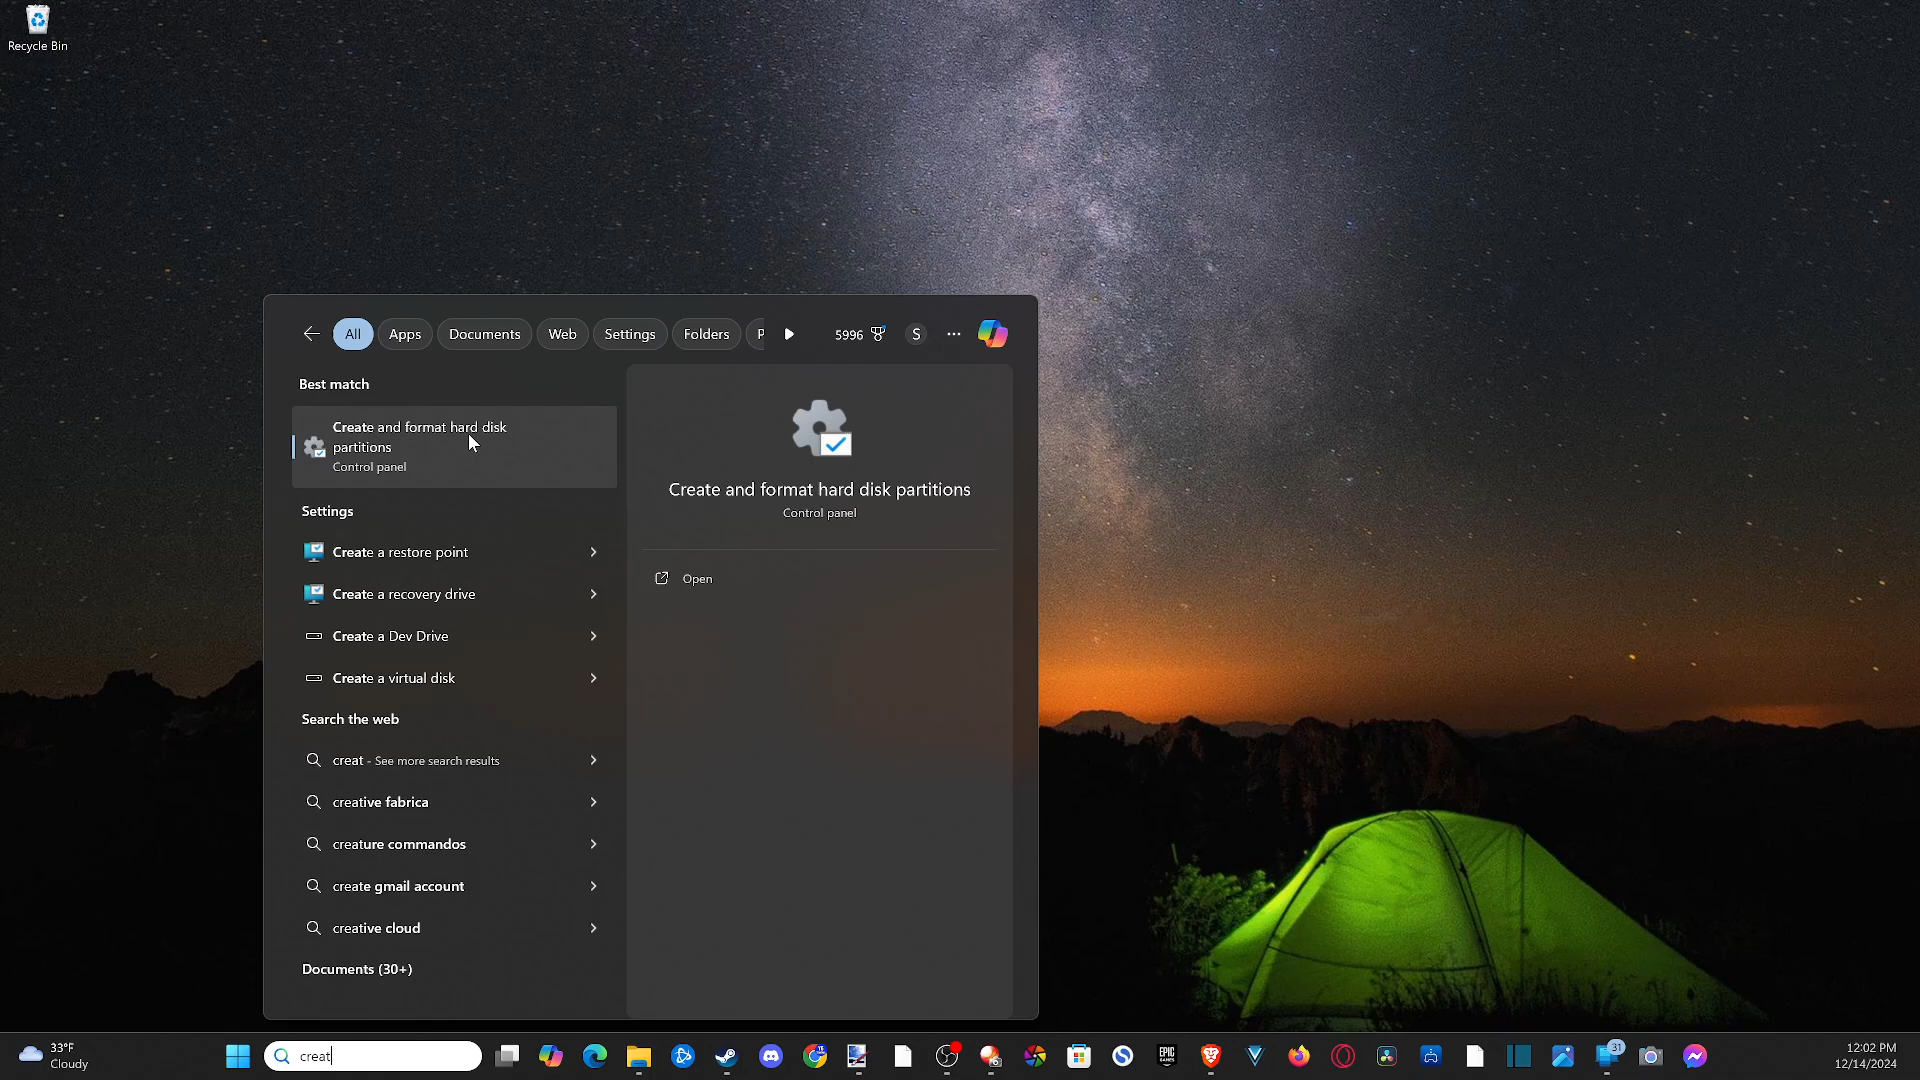 Recycle Bin
All
Apps
Documents
Web
Settings
Folders
P
5996
S
Best match
Create and format hard disk
partitions
Control panel
Settings
Create a restore point
Create a recovery drive
Create a Dev Drive
Create a virtual disk
Search the web
creat - See more search results
creative fabrica
creature commandos
create gmail account
creative cloud
Documents (30+)
Create and format hard disk partitions
Control panel
Open
33°F
Cloudy
creat
EPIC
GAMES
31
12:02 PM
12/14/2024